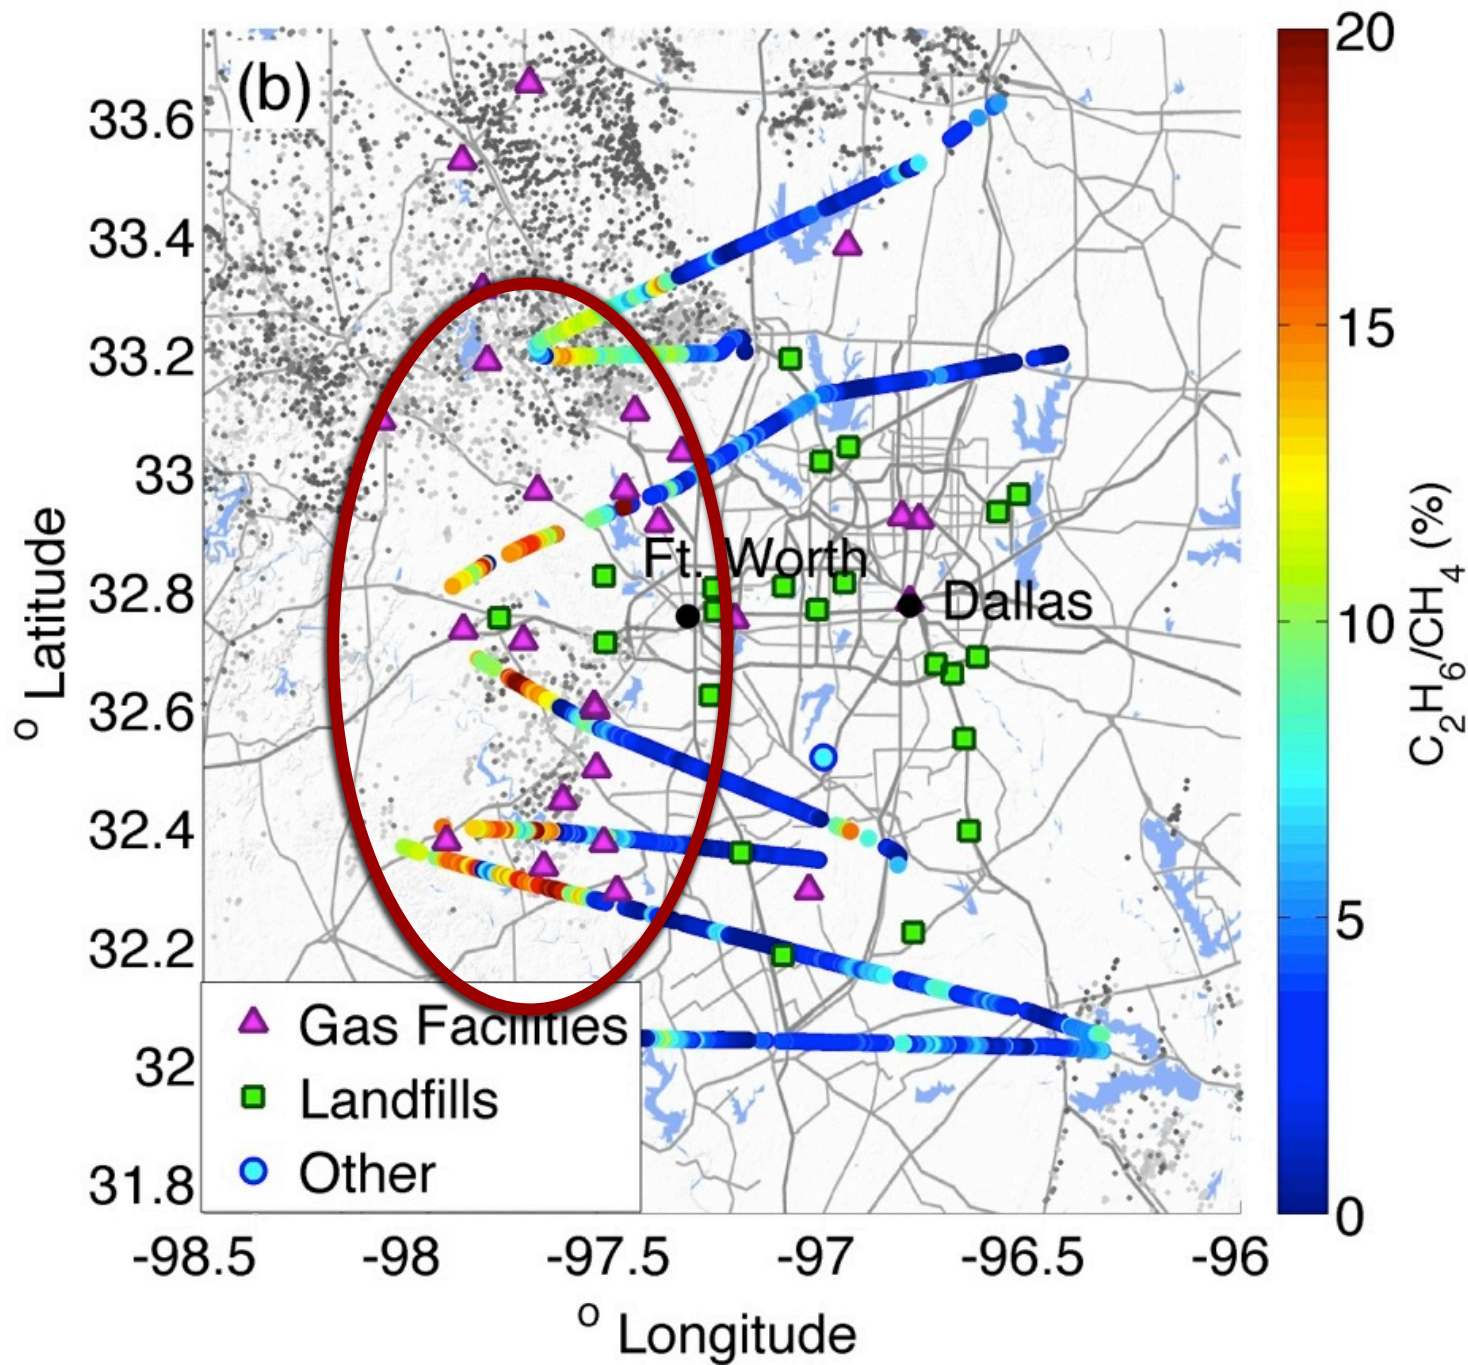 (b)
33.6
33.4
33.2
33
32.8
32.6
32.4
32.2
32
31.8
o Latitude
Ft. Worth
Dallas
Gas Facilities
Landfills
Other
-98.5 -98 -97.5 -97 -96.5 -96
o Longitude
20
15
10
5
0
C2H6/CH4 (%)